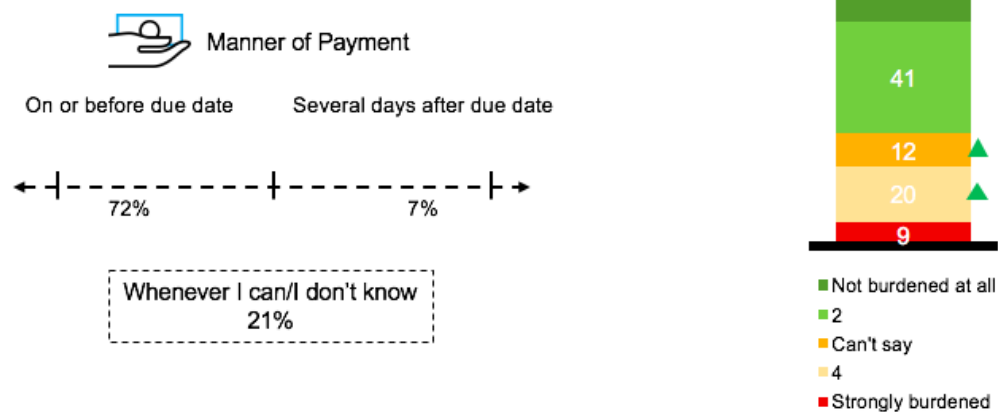 Manner of Payment
On or before due date
Several days after due date
72%
7%
Whenever I can/I don't know
21%
41
12
20
9
Not burdened at all
2
Can't say
4
Strongly burdened